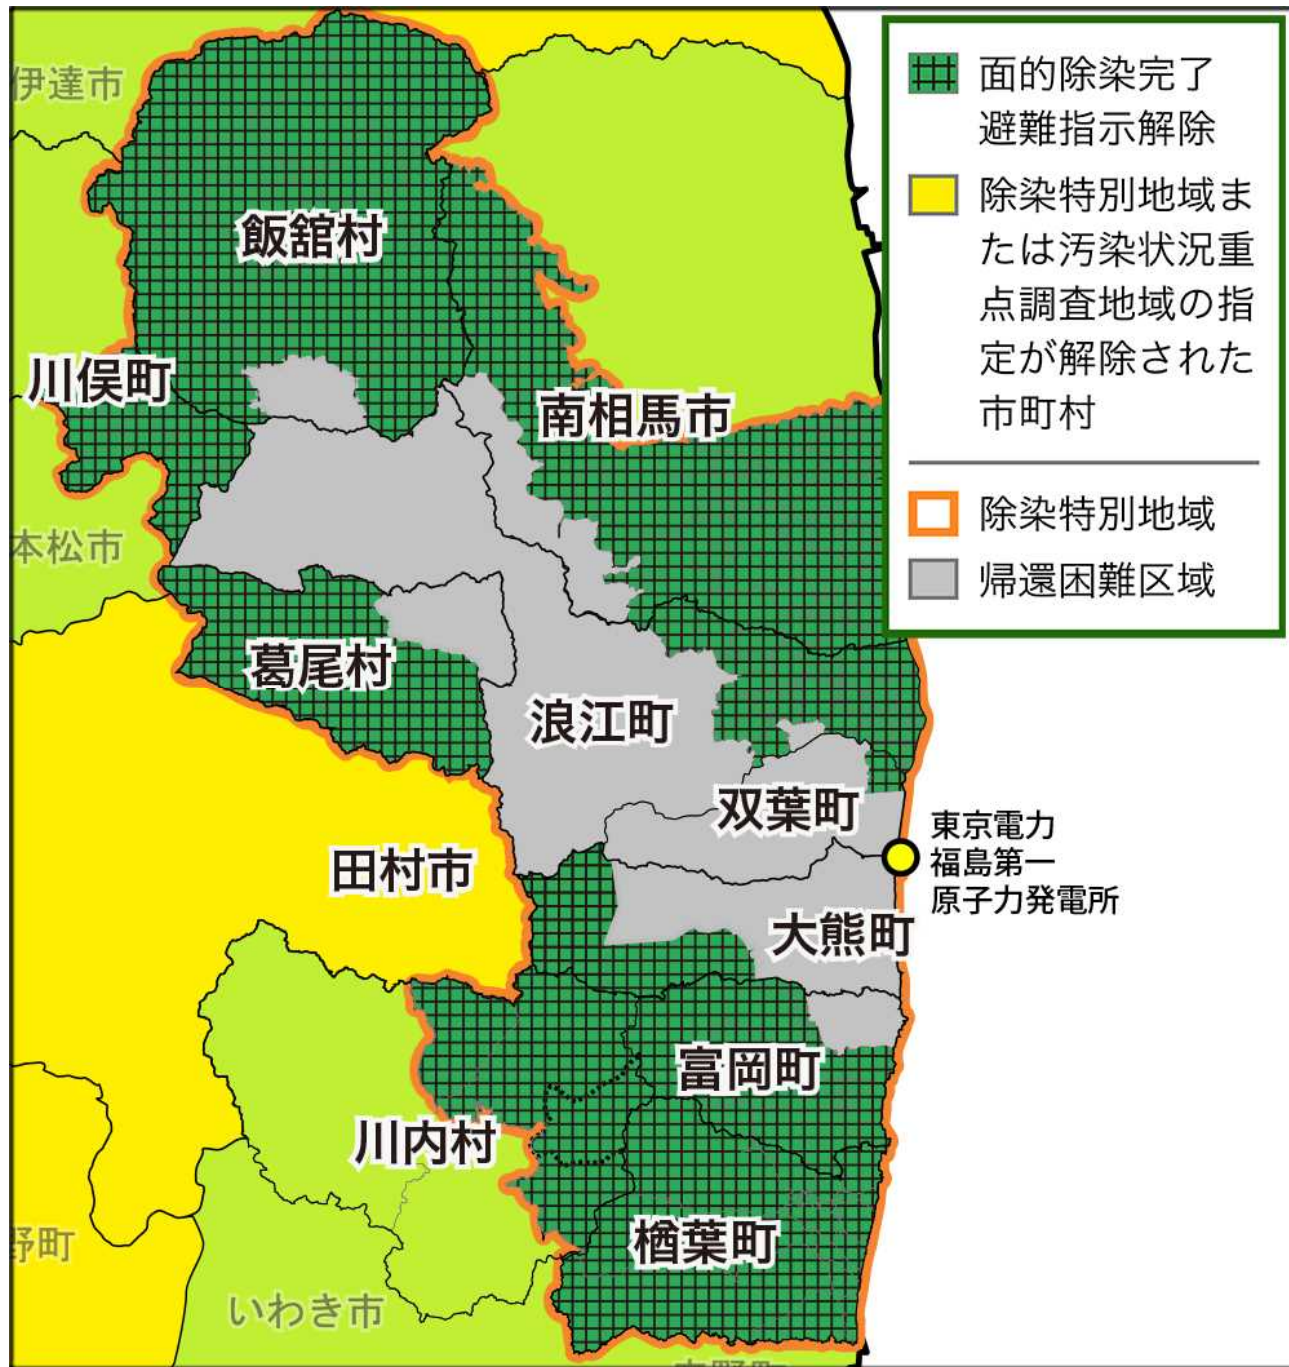 伊達市
飯舘村
川俣町
南相馬市
本松市
葛尾村
浪江町
双葉町
田村市
大熊町
富岡町
川内村
楢葉町
野町
いわき市
東京電力
福島第一
原子力発電所
面的除染完了
避難指示解除
除染特別地域ま
たは汚染状況重
点調査地域の指
定が解除された
市町村
除染特別地域
帰還困難区域